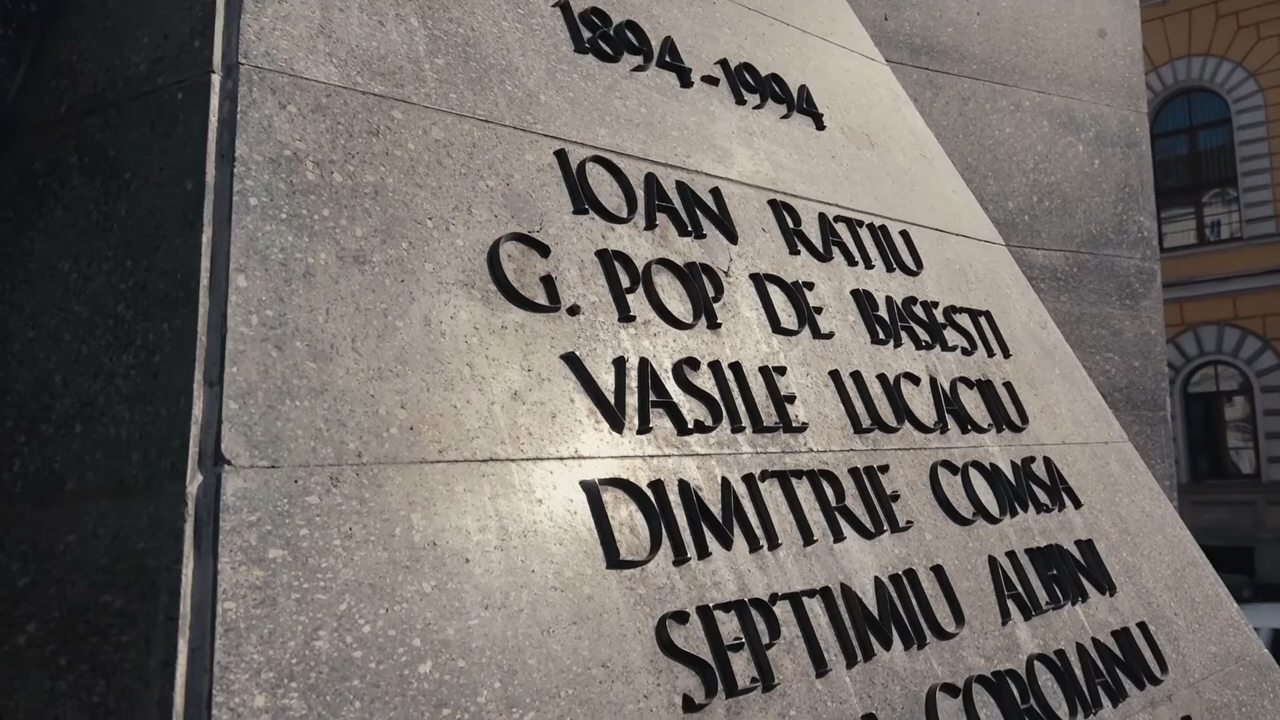 1894-1994
IOAN RATIU
G. POP DE BASESTI
VASILE LUCACIU
DIMITRIE COMSA
SEPTIMIU ALBINI
COROIANU